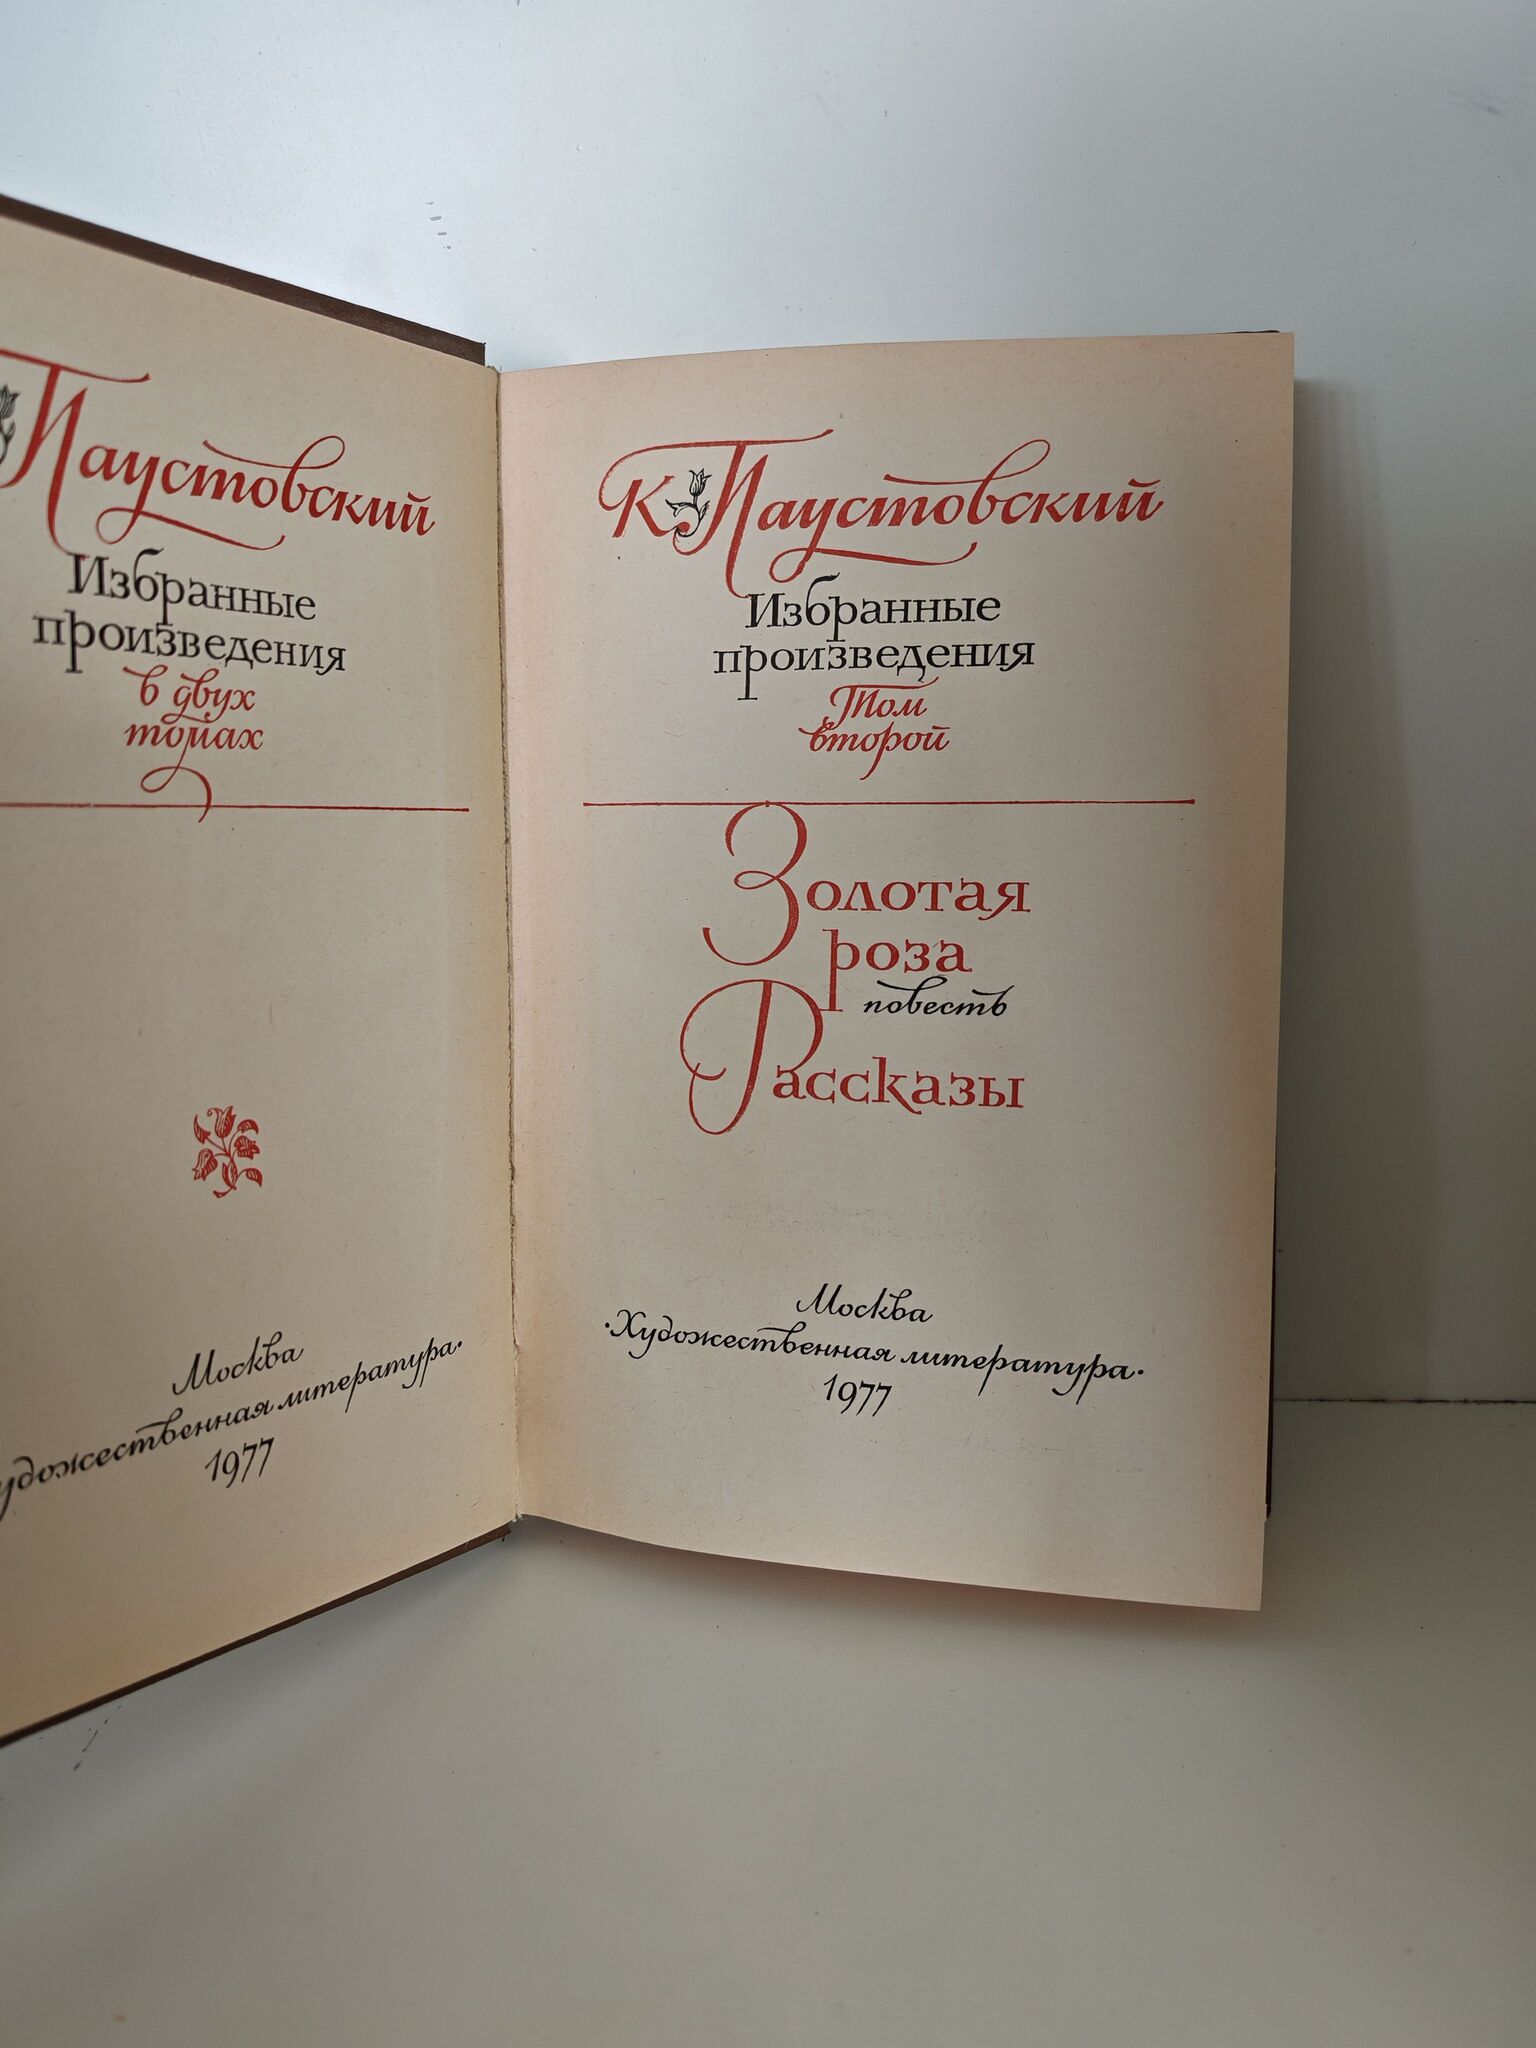 Паустовский
Избранные
произведения
в двух
томах
Москва
удожественная литература·
1977
К Паустовский
Избранные
произведения
Том
второй
Золотая
роза
повесть
Рассказы
Москва
·Художественная литература·
1977